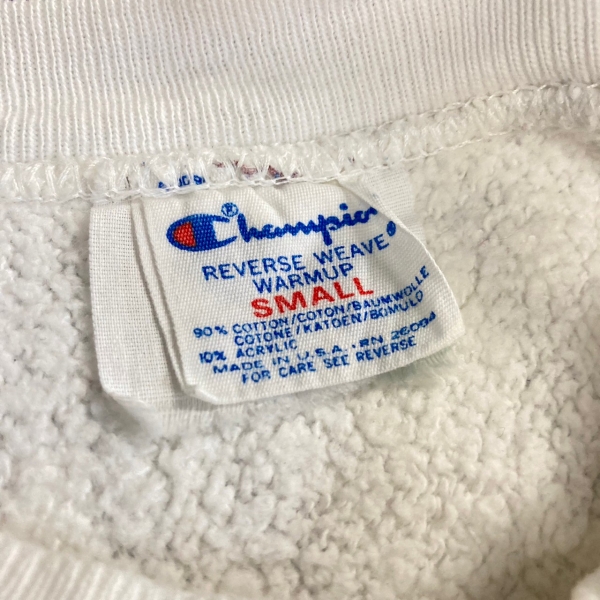 Champion
REVERSE WEAVE®
WARMUP
SMALL
90% COTTON/COTON/BAUMWOLLE
COTONE/KATOEN/BOMULD
10% ACRYLIC
MADE IN U.S.A. · RN 26094
FOR CARE SEE REVERSE